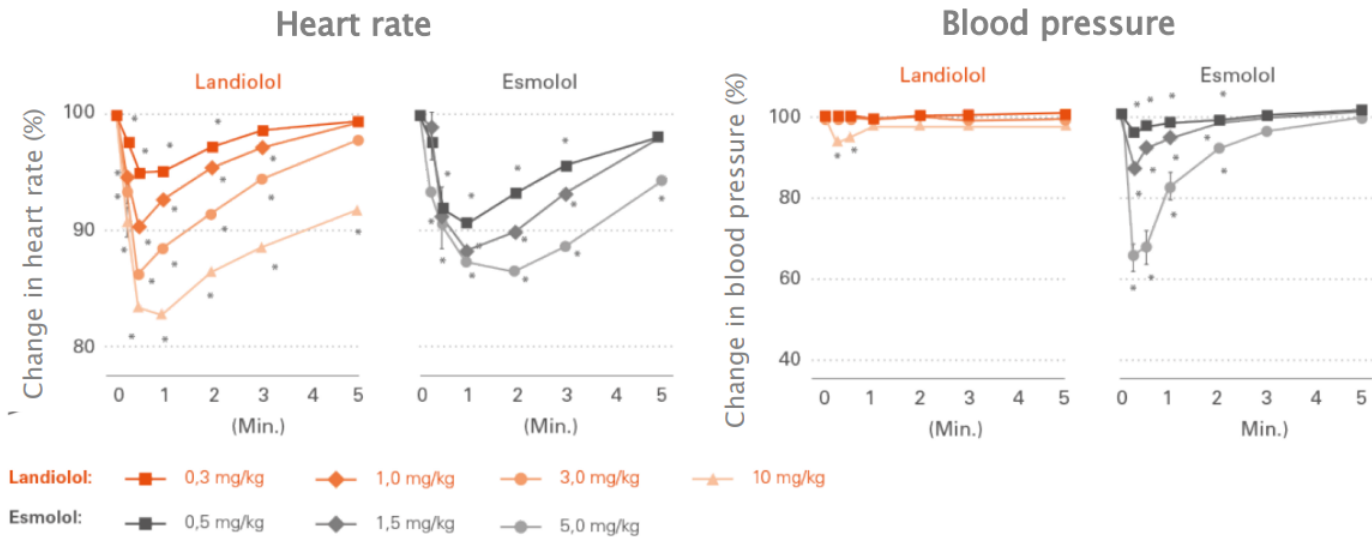 Heart rate
Blood pressure
Landiolol
Esmolol
Landiolol
Esmolol
Change in heart rate (%)
100
90
80
0 1 2 3 4 5
(Min.)
0 1 2 3 4 5
(Min.)
Change in blood pressure (%)
100
80
60
40
0 1 2 3 4 5
(Min.)
0 1 2 3 4 5
Min.)
Landiolol: 0,3 mg/kg 1,0 mg/kg 3,0 mg/kg 10 mg/kg
Esmolol: 0,5 mg/kg 1,5 mg/kg 5,0 mg/kg